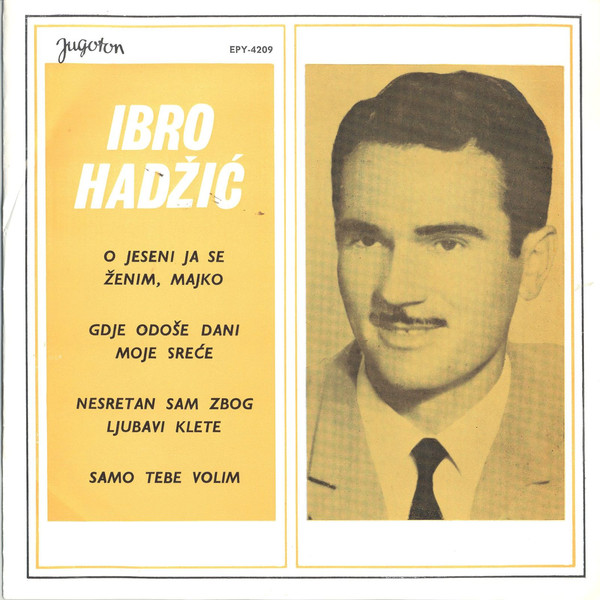 Jugoton
EPY-4209
IBRO
HADŽIĆ
O JESENI JA SE
ŽENIM, MAJKO
GDJE ODOŠE DANI
MOJE SREĆE
NESRETAN SAM ZBOG
LJUBAVI KLETE
SAMO TEBE VOLIM